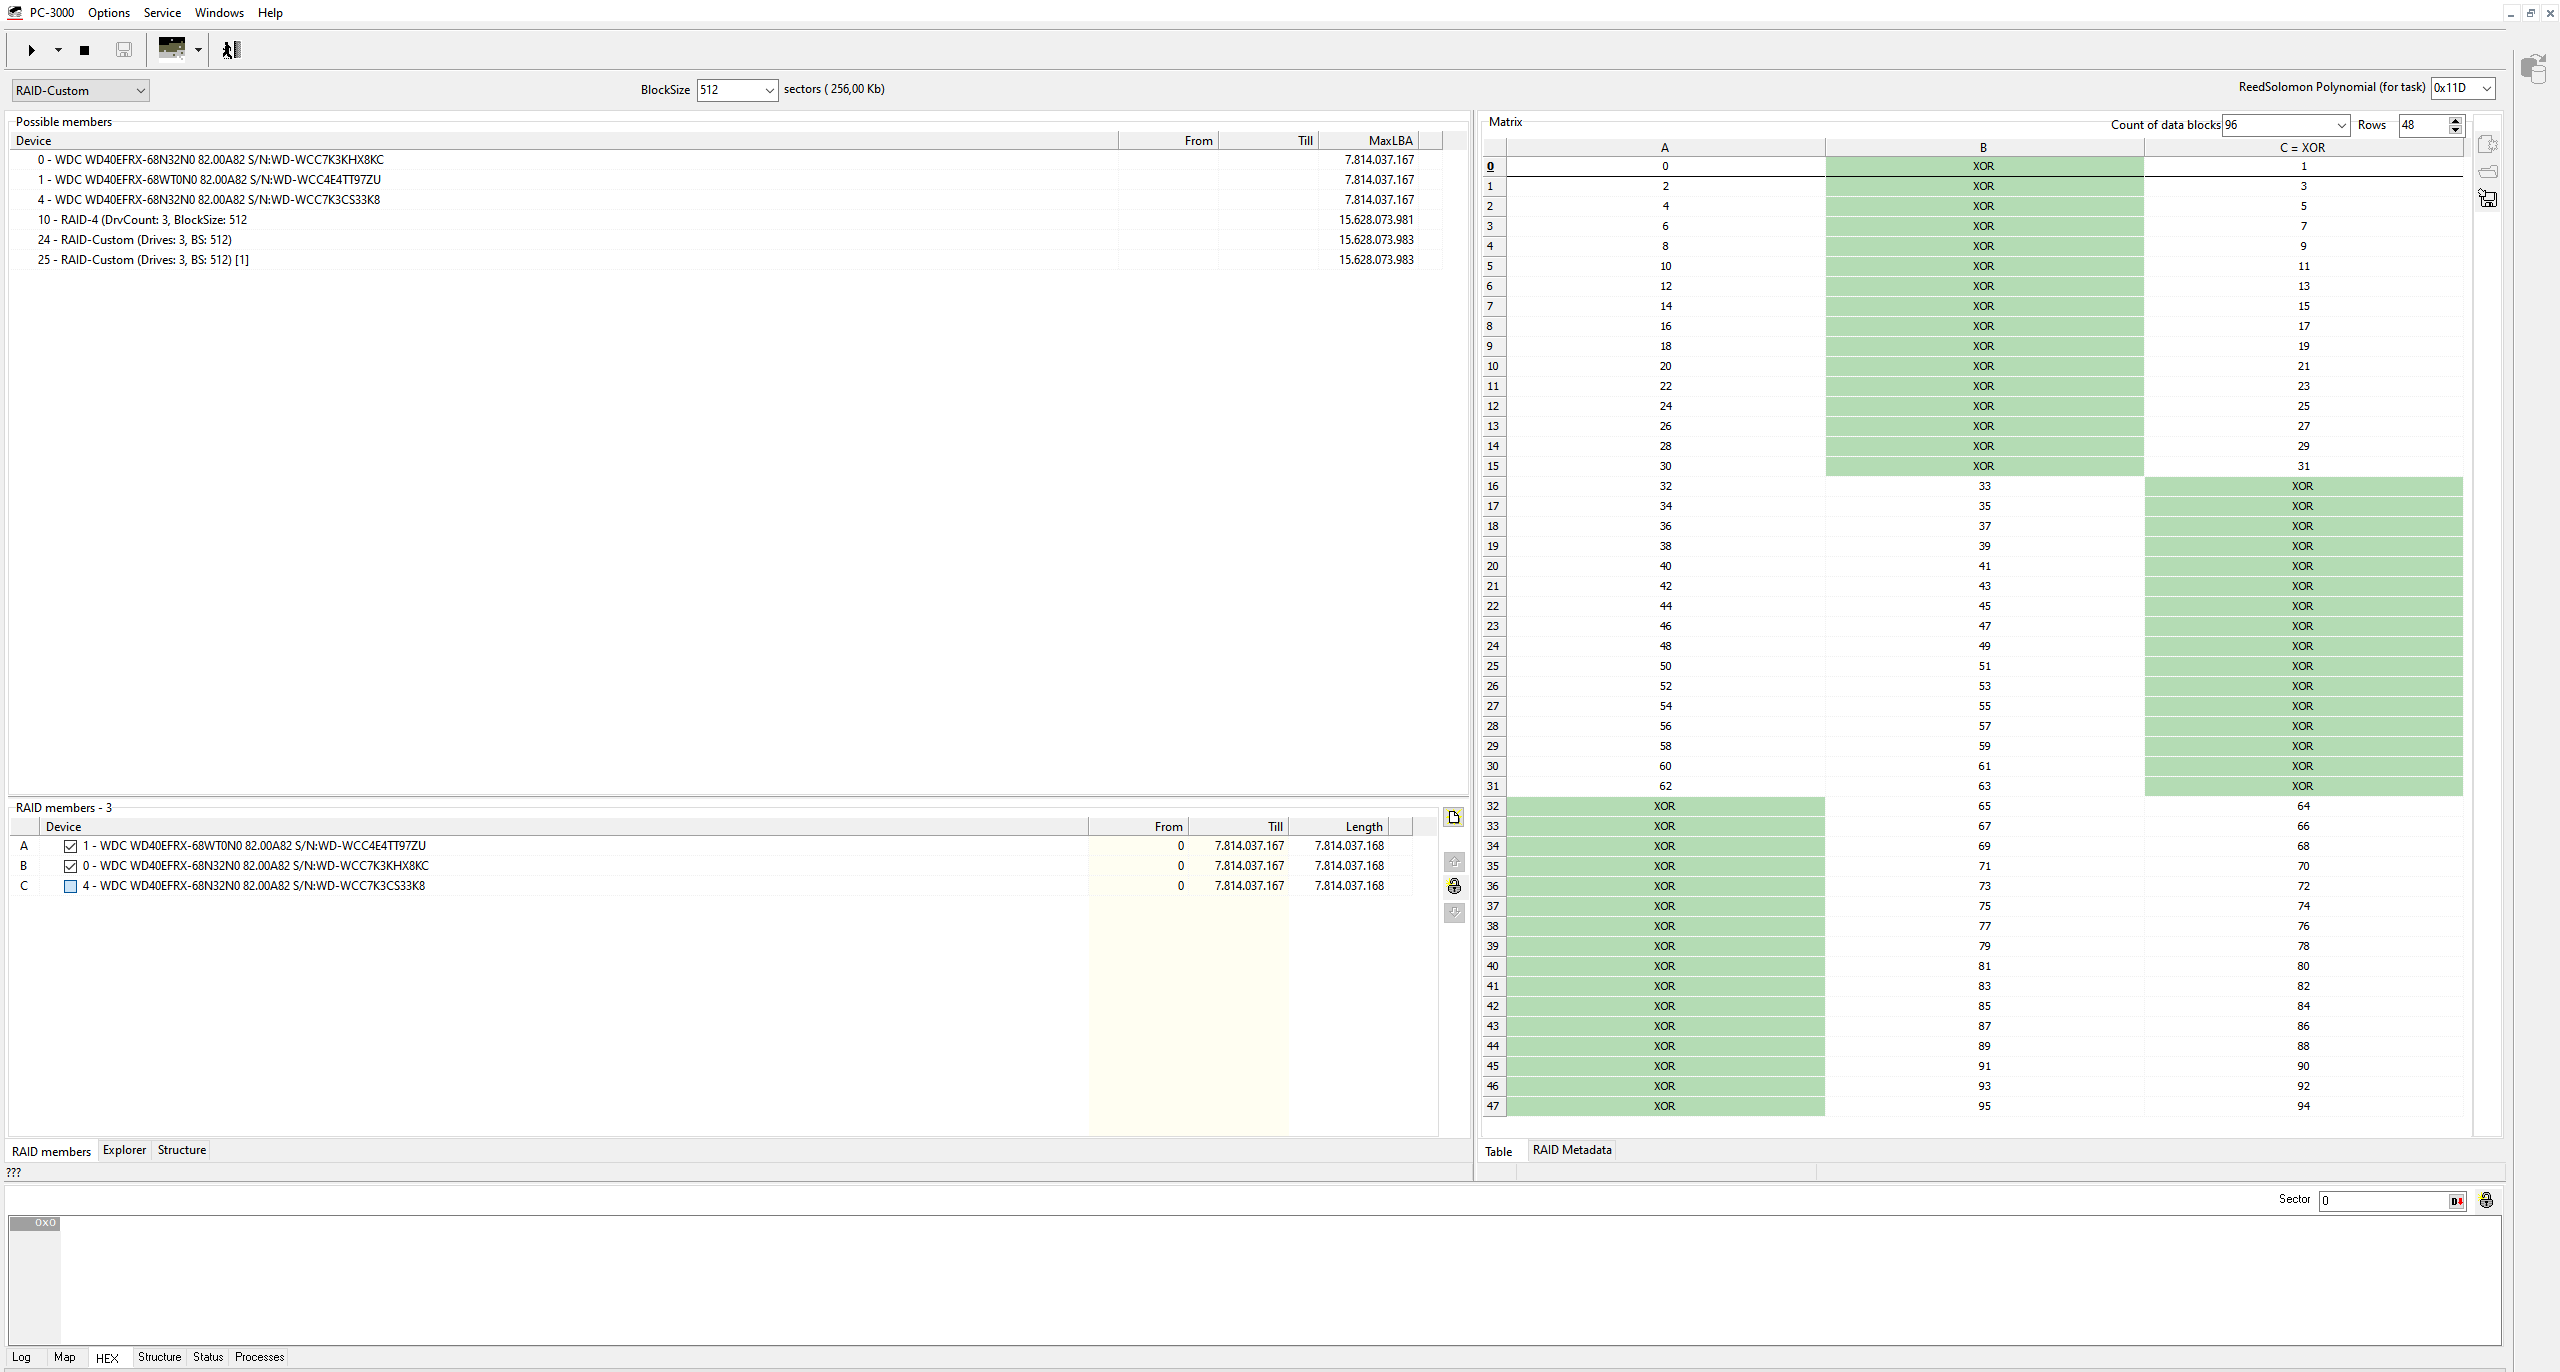 PC-3000 Options Service Windows Help
RAID-Custom BlockSize 512 sectors ( 256,00 Kb) ReedSolomon Polynomial (for task) 0x11D
Possible members
Device From Till MaxLBA
0 - WDC WD40EFRX-68N32N0 82.00A82 S/N:WD-WCC7K3KHX8KC 7.814.037.167
1 - WDC WD40EFRX-68WT0N0 82.00A82 S/N:WD-WCC4E4TT97ZU 7.814.037.167
4 - WDC WD40EFRX-68N32N0 82.00A82 S/N:WD-WCC7K3CS33K8 7.814.037.167
10 - RAID-4 (DrvCount: 3, BlockSize: 512 15.628.073.981
24 - RAID-Custom (Drives: 3, BS: 512) 15.628.073.983
25 - RAID-Custom (Drives: 3, BS: 512) [1] 15.628.073.983
RAID members - 3
Device From Till Length
A 1 - WDC WD40EFRX-68WT0N0 82.00A82 S/N:WD-WCC4E4TT97ZU 0 7.814.037.167 7.814.037.168
B 0 - WDC WD40EFRX-68N32N0 82.00A82 S/N:WD-WCC7K3KHX8KC 0 7.814.037.167 7.814.037.168
C 4 - WDC WD40EFRX-68N32N0 82.00A82 S/N:WD-WCC7K3CS33K8 0 7.814.037.167 7.814.037.168
RAID members Explorer Structure
???
Matrix Count of data blocks 96 Rows 48
A B C = XOR
0 0 XOR 1
1 2 XOR 3
2 4 XOR 5
3 6 XOR 7
4 8 XOR 9
5 10 XOR 11
6 12 XOR 13
7 14 XOR 15
8 16 XOR 17
9 18 XOR 19
10 20 XOR 21
11 22 XOR 23
12 24 XOR 25
13 26 XOR 27
14 28 XOR 29
15 30 XOR 31
16 32 33 XOR
17 34 35 XOR
18 36 37 XOR
19 38 39 XOR
20 40 41 XOR
21 42 43 XOR
22 44 45 XOR
23 46 47 XOR
24 48 49 XOR
25 50 51 XOR
26 52 53 XOR
27 54 55 XOR
28 56 57 XOR
29 58 59 XOR
30 60 61 XOR
31 62 63 XOR
32 XOR 65 64
33 XOR 67 66
34 XOR 69 68
35 XOR 71 70
36 XOR 73 72
37 XOR 75 74
38 XOR 77 76
39 XOR 79 78
40 XOR 81 80
41 XOR 83 82
42 XOR 85 84
43 XOR 87 86
44 XOR 89 88
45 XOR 91 90
46 XOR 93 92
47 XOR 95 94
Table RAID Metadata
Sector 0 D
0x0
Log Map HEX Structure Status Processes